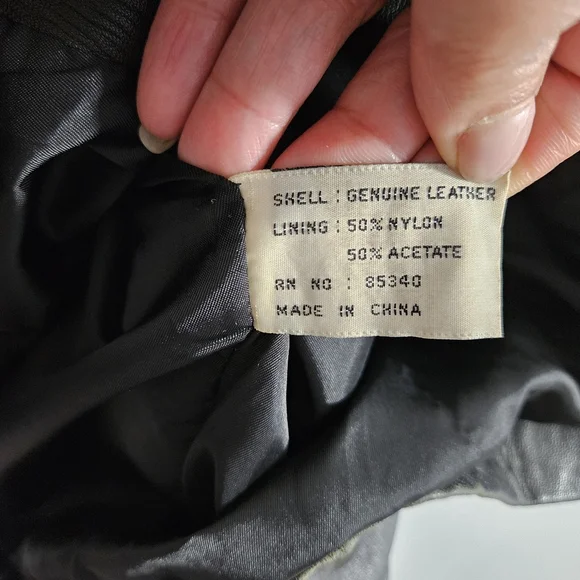 SHELL : GENUINE LEATHER
LINING : 50% NYLON
50% ACETATE
RN NO : 85340
MADE IN CHINA